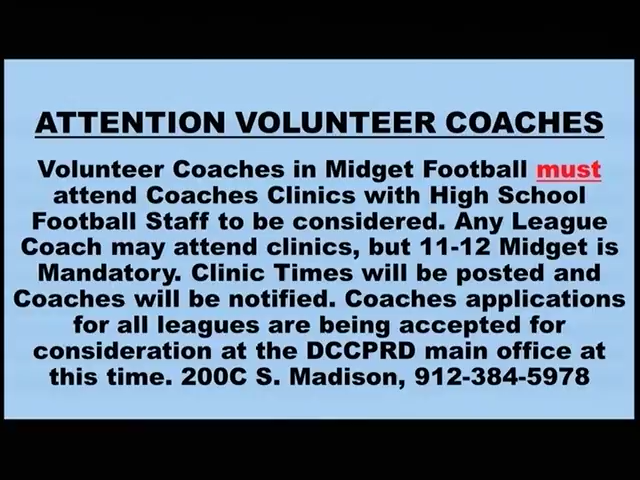 ATTENTION VOLUNTEER COACHES
Volunteer Coaches in Midget Football must
attend Coaches Clinics with High School
Football Staff to be considered. Any League
Coach may attend clinics, but 11-12 Midget is
Mandatory. Clinic Times will be posted and
Coaches will be notified. Coaches applications
for all leagues are being accepted for
consideration at the DCCPRD main office at
this time. 200C S. Madison, 912-384-5978